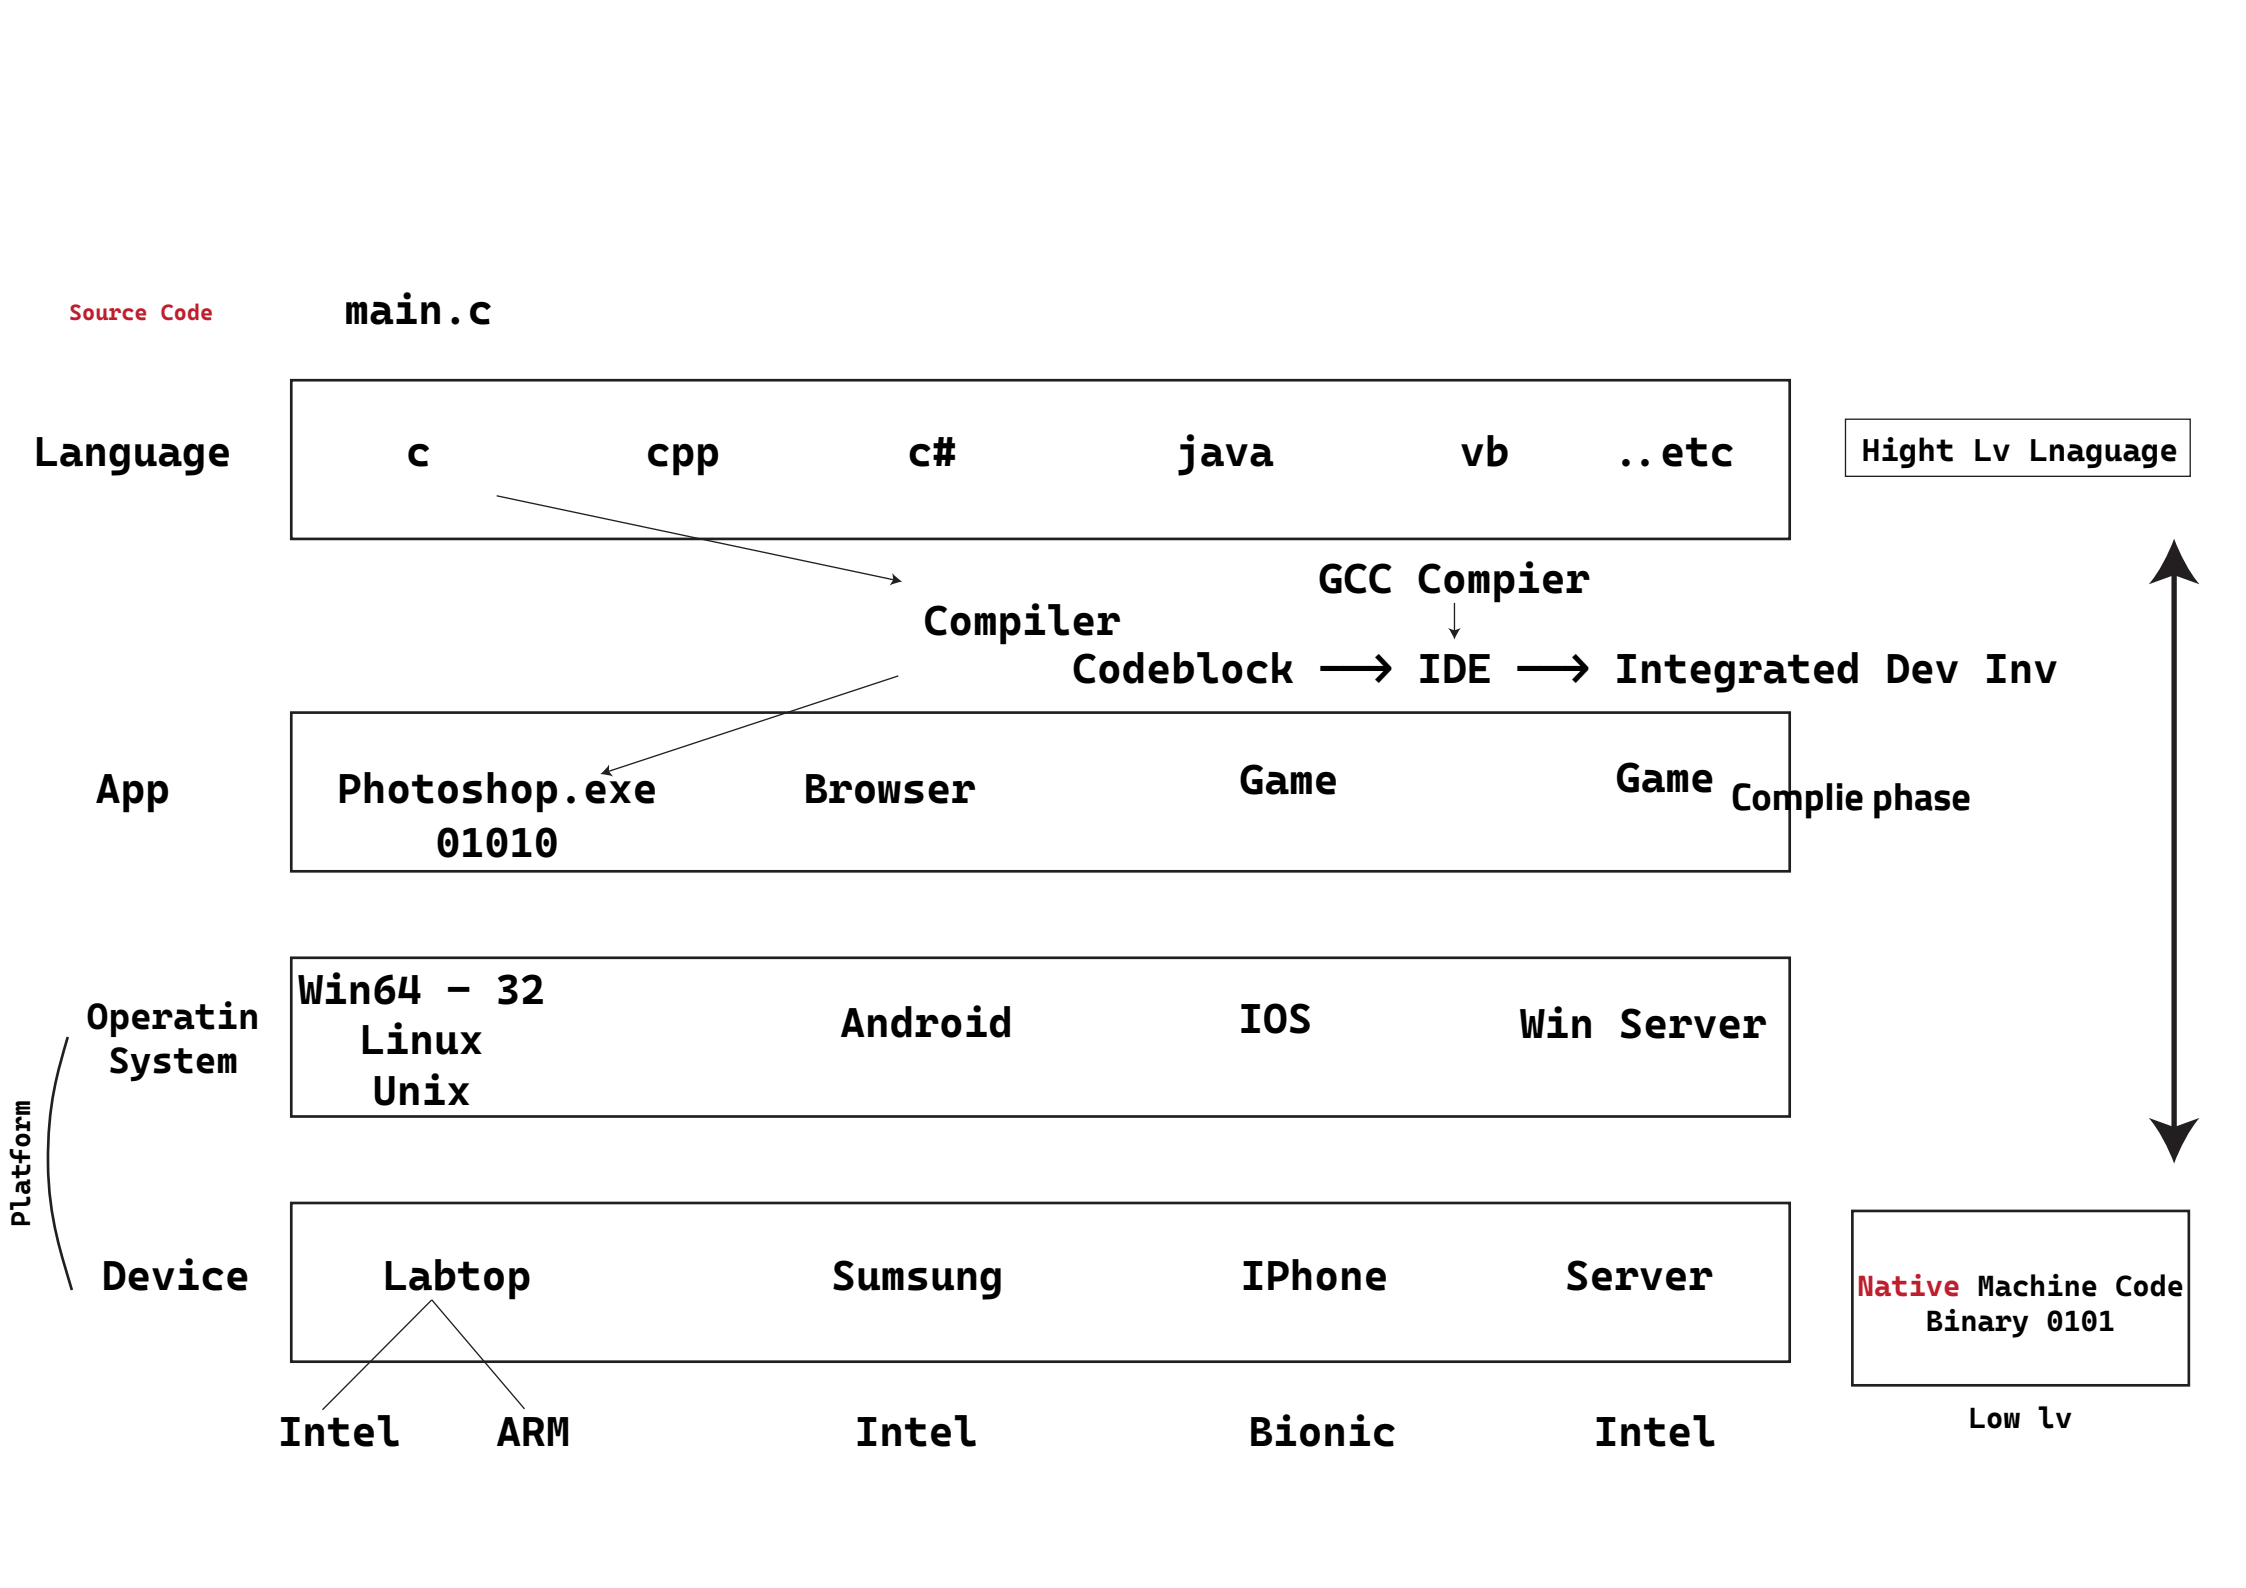 Source Code
main.c
Language
c
cpp
c#
java
vb
..etc
Hight Lv Lnaguage
GCC Compier
Compiler
Codeblock → IDE → Integrated Dev Inv
App
Photoshop.exe
01010
Browser
Game
Game
Complie phase
Operatin
System
Win64 - 32
Linux
Unix
Android
IOS
Win Server
Platform
Device
Labtop
Sumsung
IPhone
Server
Native Machine Code
Binary 0101
Intel
ARM
Intel
Bionic
Intel
Low lv